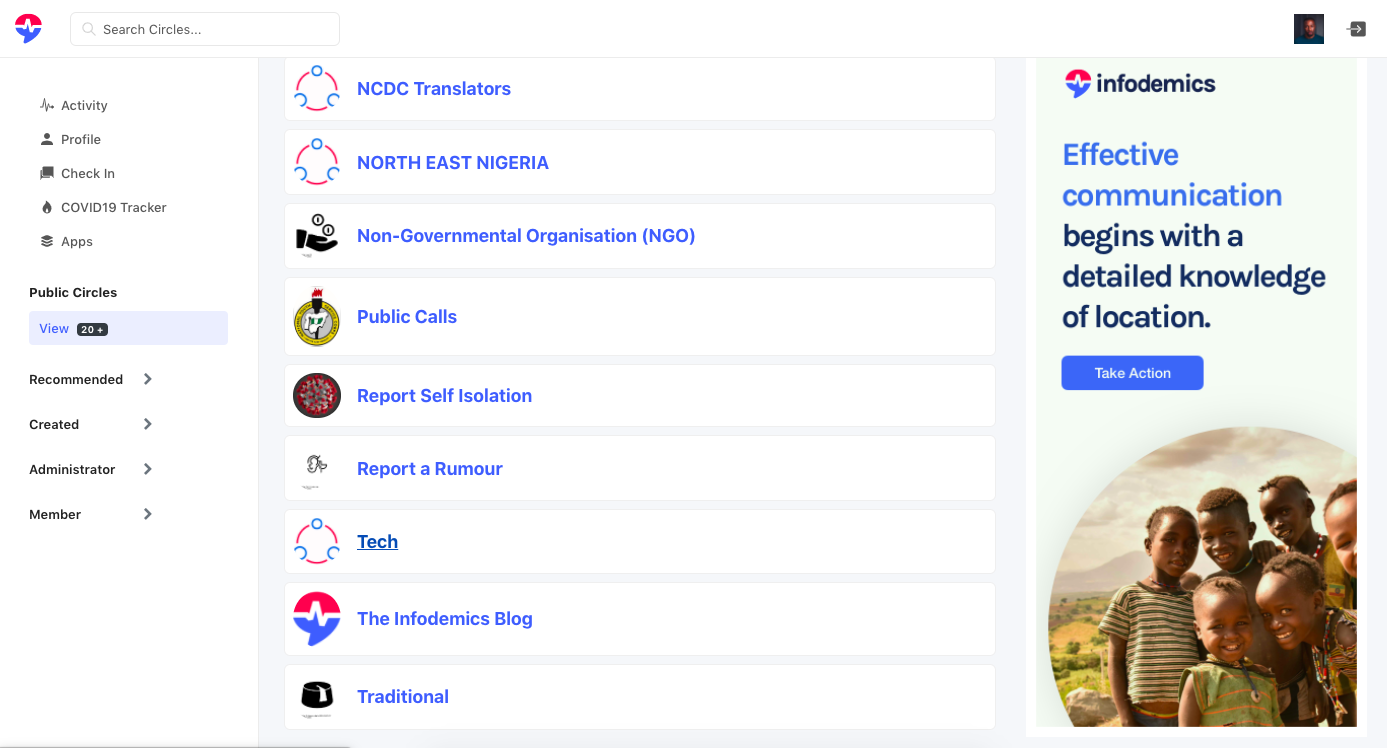 Search Circles...
Activity
Profile
Check In
COVID19 Tracker
Apps
Public Circles
View 20 +
Recommended
Created
Administrator
Member
NCDC Translators
NORTH EAST NIGERIA
Non-Governmental Organisation (NGO)
Public Calls
Report Self Isolation
Report a Rumour
Tech
The Infodemics Blog
Traditional
infodemics
Effective
communication
begins with a
detailed knowledge
of location.
Take Action